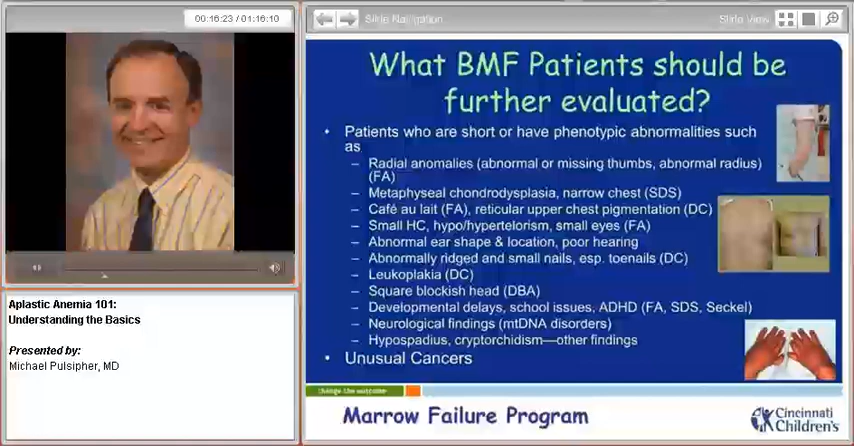 00:16:23 / 01:16:10
Slide Navigation
Slide View
What BMF Patients should be
further evaluated?
• Patients who are short or have phenotypic abnormalities such
as
– Radial anomalies (abnormal or missing thumbs, abnormal radius)
(FA)
– Metaphyseal chondrodysplasia, narrow chest (SDS)
– Café au lait (FA), reticular upper chest pigmentation (DC)
– Small HC, hypo/hypertelorism, small eyes (FA)
– Abnormal ear shape & location, poor hearing
– Abnormally ridged and small nails, esp. toenails (DC)
– Leukoplakia (DC)
– Square blockish head (DBA)
– Developmental delays, school issues, ADHD (FA, SDS, Seckel)
– Neurological findings (mtDNA disorders)
– Hypospadius, cryptorchidism—other findings
• Unusual Cancers
change the outcome
Marrow Failure Program
Cincinnati
Children's
Aplastic Anemia 101:
Understanding the Basics
Presented by:
Michael Pulsipher, MD